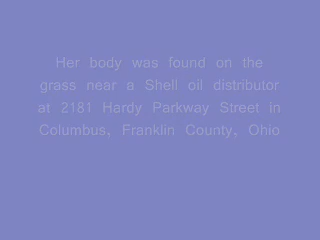 Her body was found on the
grass near a Shell oil distributor
at 2181 Hardy Parkway Street in
Columbus, Franklin County, Ohio